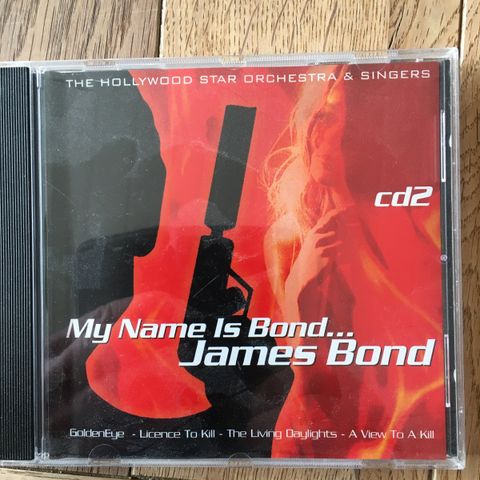 THE HOLLYWOOD STAR ORCHESTRA & SINGERS
cd2
My Name Is Bond...
James Bond
GoldenEye - Licence To Kill - The Living Daylights - A View To A Kill